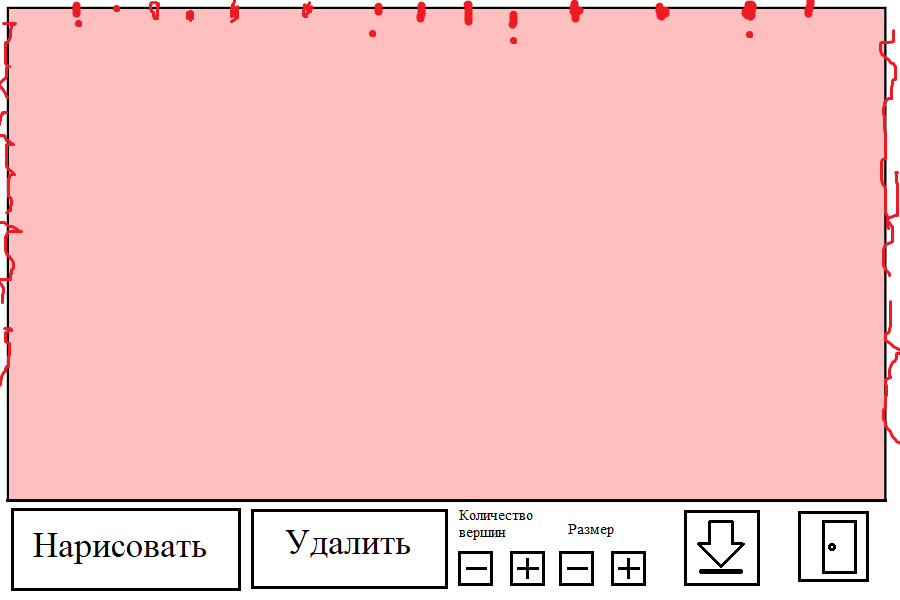 Нарисовать
Удалить
Количество
вершин
Размер